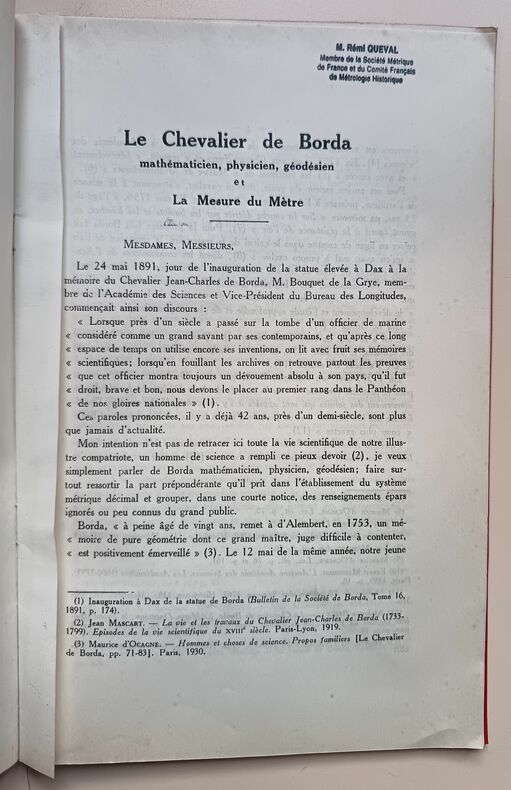 M. Rémi QUEVAL
Membre de la Société Métrique
de France et du Comité Français
de Métrologie Historique
Le Chevalier de Borda
mathématicien, physicien, géodésien
et
La Mesure du Mètre
MESDAMES, MESSIEURS,
Le 24 mai 1891, jour de l'inauguration de la statue élevée à Dax à la
mémoire du Chevalier Jean-Charles de Borda, M. Bouquet de la Grye, mem-
bre de l'Académie des Sciences et Vice-Président du Bureau des Longitudes,
commençait ainsi son discours :
« Lorsque près d'un siècle a passé sur la tombe d'un officier de marine
« considéré comme un grand savant par ses contemporains, et qu'après ce long
« espace de temps on utilise encore ses inventions, on lit avec fruit ses mémoires
« scientifiques ; lorsqu'en fouillant les archives on retrouve partout les preuves
« que cet officier montra toujours un dévouement absolu à son pays, qu'il fut
« droit, brave et bon, nous devons le placer au premier rang dans le Panthéon
« de nos gloires nationales » (1).
Ces paroles prononcées, il y a déjà 42 ans, près d'un demi-siècle, sont plus
que jamais d'actualité.
Mon intention n'est pas de retracer ici toute la vie scientifique de notre illus-
tre compatriote, un homme de science a rempli ce pieux devoir (2), je veux
simplement parler de Borda mathématicien, physicien, géodésien ; faire sur-
tout ressortir la part prépondérante qu'il prit dans l'établissement du système
métrique décimal et grouper, dans une courte notice, des renseignements épars
ignorés ou peu connus du grand public.
Borda, « à peine âgé de vingt ans, remet à d'Alembert, en 1753, un mé-
« moire de pure géométrie dont ce grand maître, juge difficile à contenter,
« est positivement émerveillé » (3). Le 12 mai de la même année, notre jeune
(1) Inauguration à Dax de la statue de Borda (Bulletin de la Société de Borda, Tome 16,
1891, p. 174).
(2) Jean MASCART. — La vie et les travaux du Chevalier Jean-Charles de Borda (1733-
1799). Episodes de la vie scientifique du XVIIIe siècle. Paris-Lyon, 1919.
(3) Maurice d'OCAGNE. — Hommes et choses de science. Propos familiers [Le Chevalier
de Borda, pp. 71-83]. Paris, 1930.